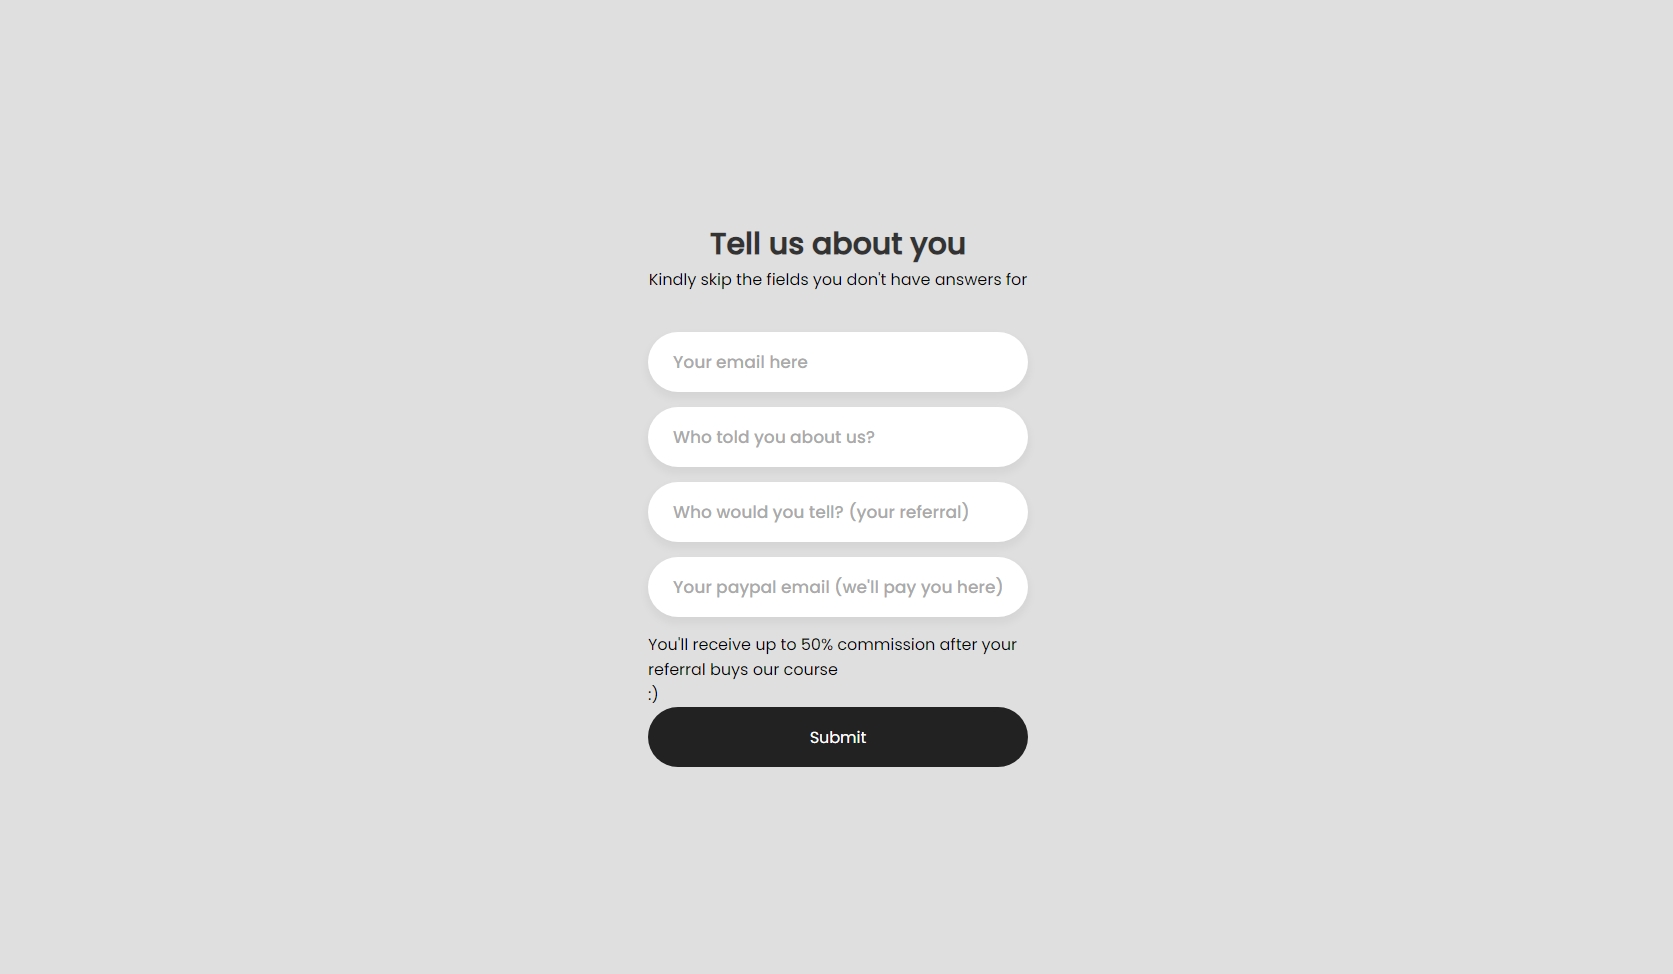 Tell us about you
Kindly skip the fields you don't have answers for
Your email here
Who told you about us?
Who would you tell? (your referral)
Your paypal email (we'll pay you here)
You'll receive up to 50% commission after your
referral buys our course
:)
Submit